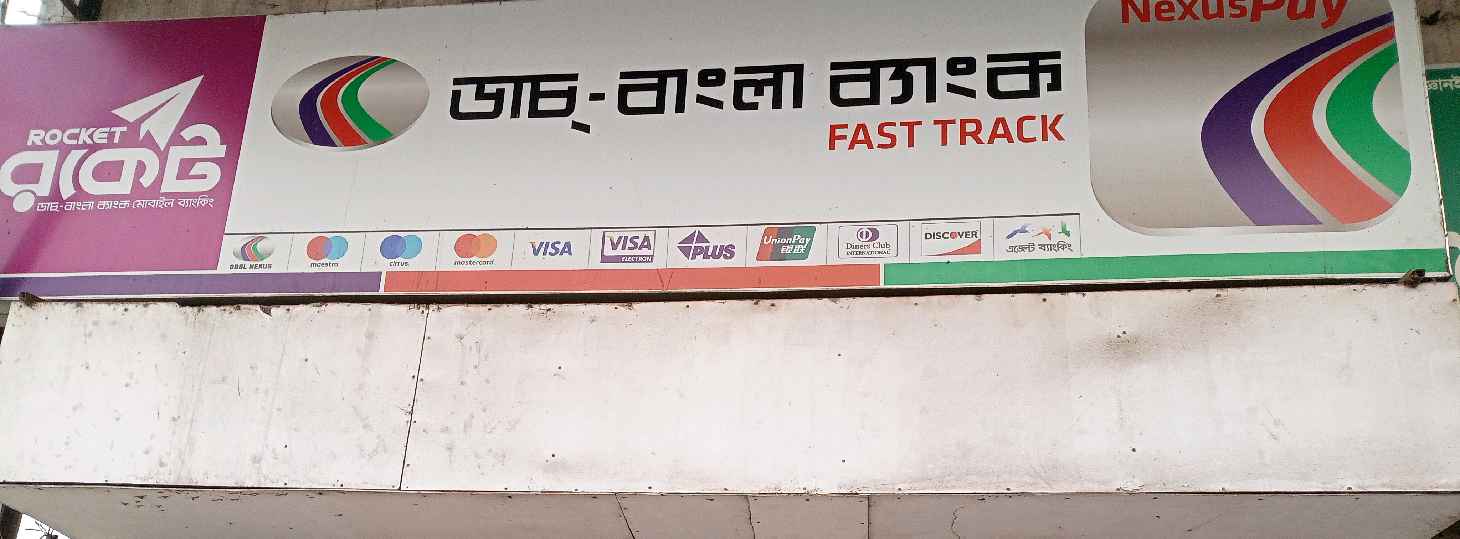 ROCKET
রকেট
ডাচ্-বাংলা ব্যাংক মোবাইল ব্যাংকিং
ডাচ্-বাংলা ব্যাংক
FAST TRACK
NexusPay
DBBL NEXUS
maestro
cirrus
mastercard
VISA
VISA
ELECTRON
PLUS
UnionPay
银联
Diners Club
INTERNATIONAL
DISCOVER
এজেন্ট ব্যাংকিং